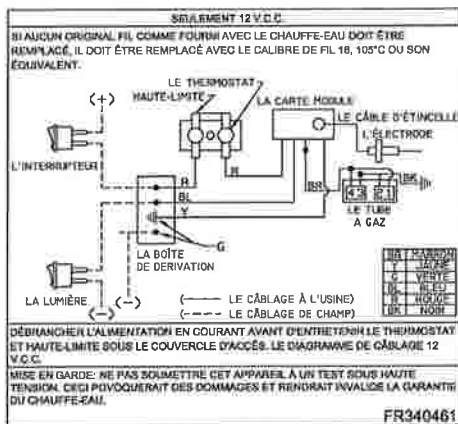 SEULEMENT 12 V.C.C.
SI AUCUN ORIGINAL FIL COMME FOURNI AVEC LE CHAUFFE-EAU DOIT ÊTRE
REMPLACÉ, IL DOIT ÊTRE REMPLACÉ AVEC LE CALIBRE DE FIL 18, 105°C OU SON
ÉQUIVALENT.
LE THERMOSTAT
HAUTE-LIMITE
LA CARTE MODULE
LE CÂBLE D'ÉTINCELLE
L'ÉLECTRODE
(+)
L'INTERRUPTEUR
R
R
BL
Y
BR
BK
4,3
2,1
LE TUBE
A GAZ
G
LA BOÎTE
DE DERIVATION
LA LUMIÈRE
(−)
(−)
BR MARRON
Y JAUNE
G VERTE
BL BLEU
R ROUGE
BK NOIR
(——— LE CÂBLAGE À L'USINE)
(---- LE CÂBLAGE DE CHAMP)
DÉBRANCHER L'ALIMENTATION EN COURANT AVANT D'ENTRETENIR LE THERMOSTAT
ET HAUTE-LIMITE SOUS LE COUVERCLE D'ACCÉS. LE DIAGRAMME DE CÂBLAGE 12
V.C.C.
MISE EN GARDE: NE PAS SOUMETTRE CET APPAREIL À UN TEST SOUS HAUTE
TENSION. CECI POVOQUERAIT DES DOMMAGES ET RENDRAIT INVALIDE LA GARANTIE
DU CHAUFFE-EAU.
FR340461